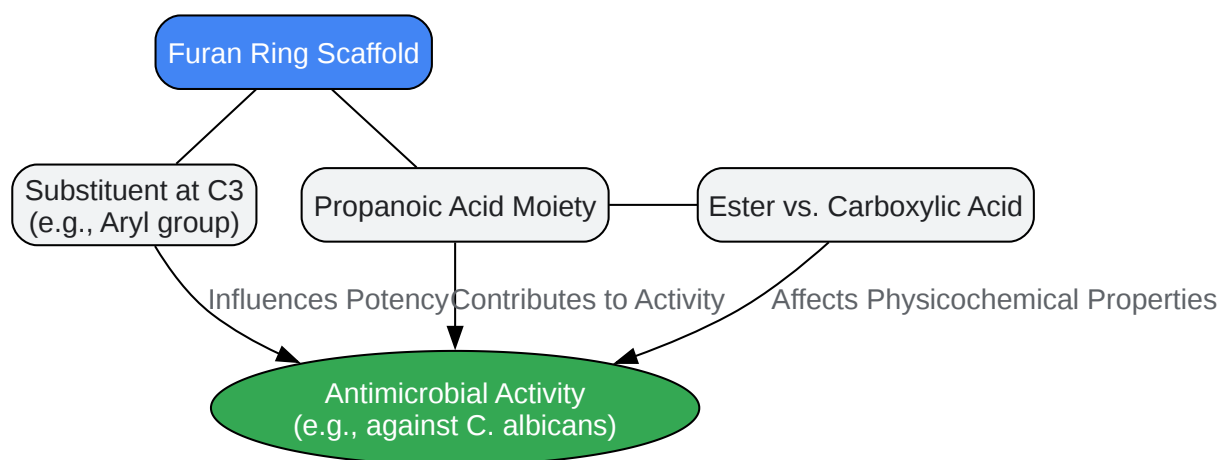 Furan Ring Scaffold
Substituent at C3
(e.g., Aryl group)
Propanoic Acid Moiety
Ester vs. Carboxylic Acid
Influences Potency
Contributes to Activity
Affects Physicochemical Properties
Antimicrobial Activity
(e.g., against C. albicans)